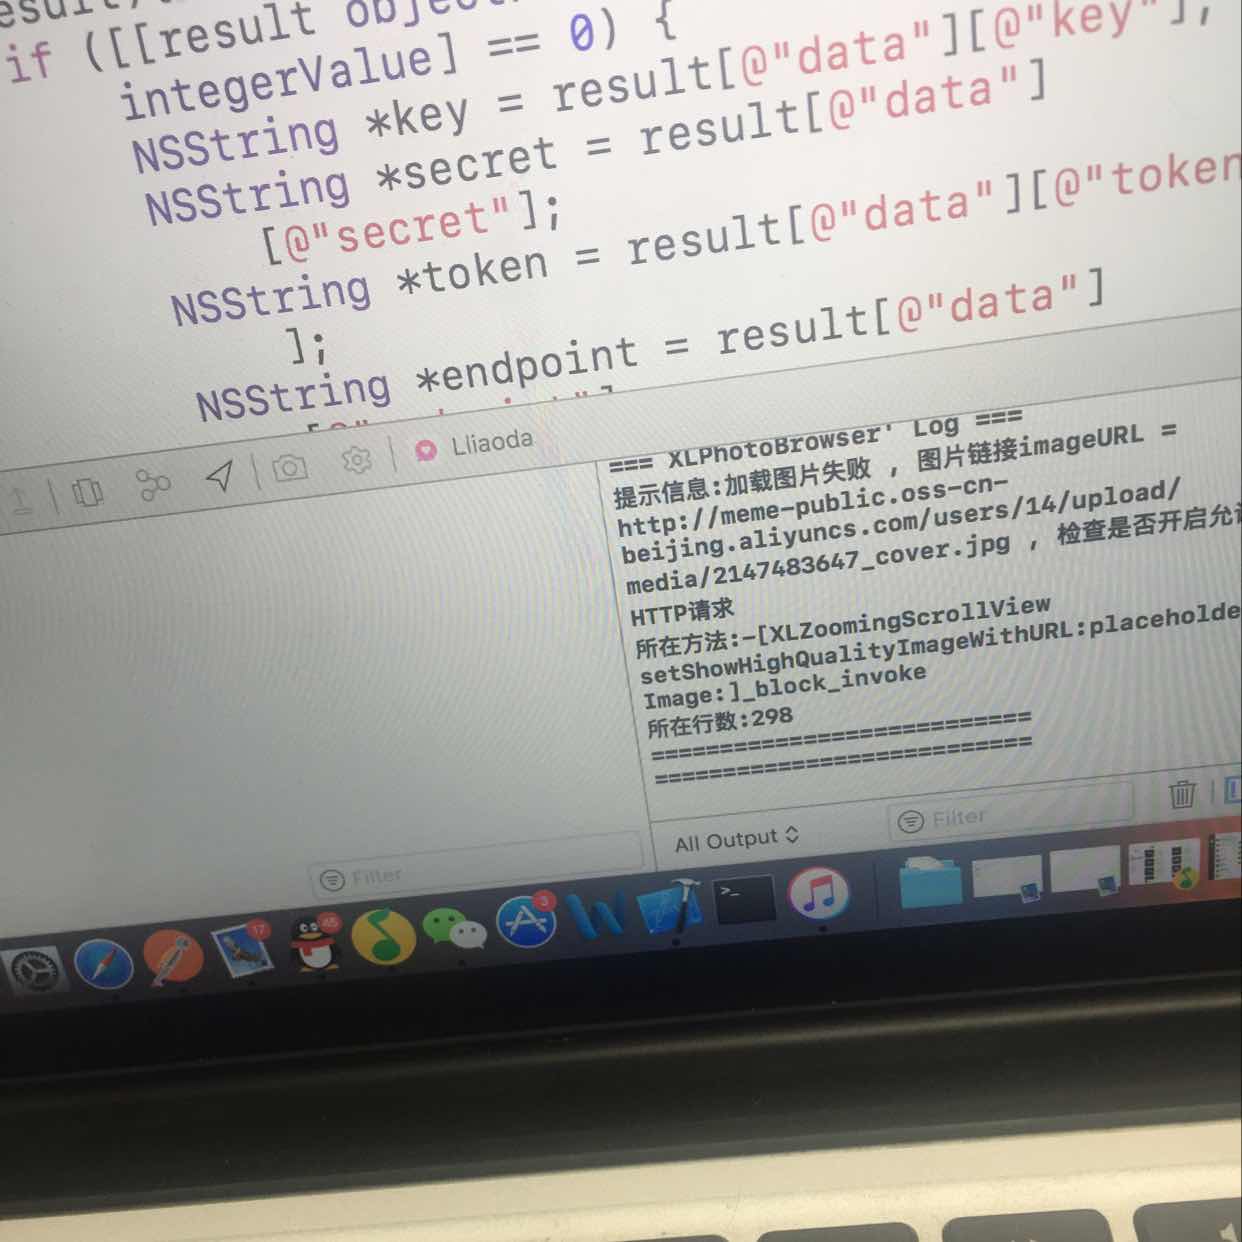 if ([[result
integerValue] == 0) {
NSString *key = result[@"data"][@"key"],
NSString *secret = result[@"data"]
[@"secret"];
NSString *token = result[@"data"][@"token
];
NSString *endpoint = result[@"data"]
Lliaoda
=== XLPhotoBrowser' Log ===
提示信息:加载图片失败 , 图片链接imageURL =
http://meme-public.oss-cn-
beijing.aliyuncs.com/users/14/upload/
media/2147483647_cover.jpg , 检查是否开启允
HTTP请求
所在方法:-[XLZoomingScrollView
setShowHighQualityImageWithURL:placeholde
Image:]_block_invoke
所在行数:298
============================
============================
All Output
Filter
Filter
17
45
3